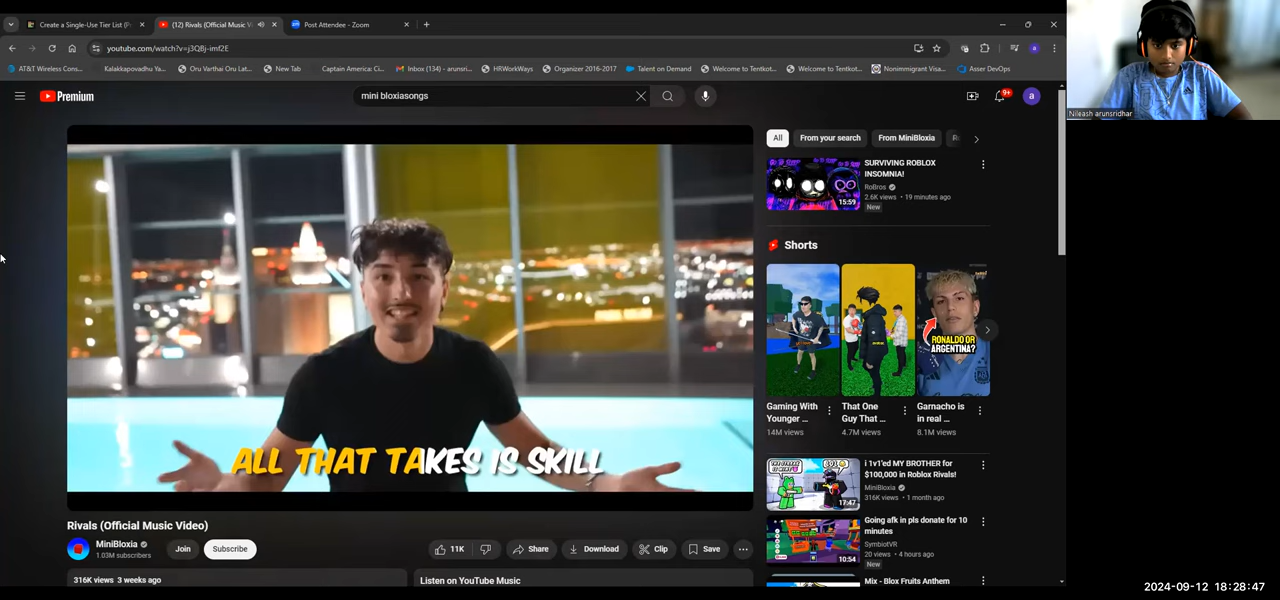 Create a Single-Use Tier List (P
(12) Rivals (Official Music V
Post Attendee - Zoom
youtube.com/watch?v=j3QBj-imf2E
AT&T Wireless Cons...
Kalakkapovadhu Ya...
Oru Varthai Oru Lat...
New Tab
Captain America: Ci...
Inbox (134) - arunsri...
HRWorkWays
Organizer 2016-2017
Talent on Demand
Welcome to Tentkot...
Welcome to Tentkot...
Nonimmigrant Visa...
Asser DevOps
Premium
mini bloxiasongs
9+
a
All
From your search
From MiniBloxia
SURVIVING ROBLOX
INSOMNIA!
RoBros
2.6K views • 19 minutes ago
New
15:59
Shorts
RONALDO OR
ARGENTINA?
Gaming With
Younger ...
14M views
That One
Guy That ...
4.7M views
Garnacho is
in real ...
8.1M views
ALL THAT TAKES IS SKILL
i 1v1'ed MY BROTHER for
$100,000 in Roblox Rivals!
MiniBloxia
316K views • 1 month ago
17:47
Going afk in pls donate for 10
minutes
SymbiotVR
20 views • 4 hours ago
New
10:54
Mix - Blox Fruits Anthem
Rivals (Official Music Video)
MiniBloxia
1.03M subscribers
Join
Subscribe
11K
Share
Download
Clip
Save
316K views 3 weeks ago
Listen on YouTube Music
Nileash arunsridhar
2024-09-12 18:28:47